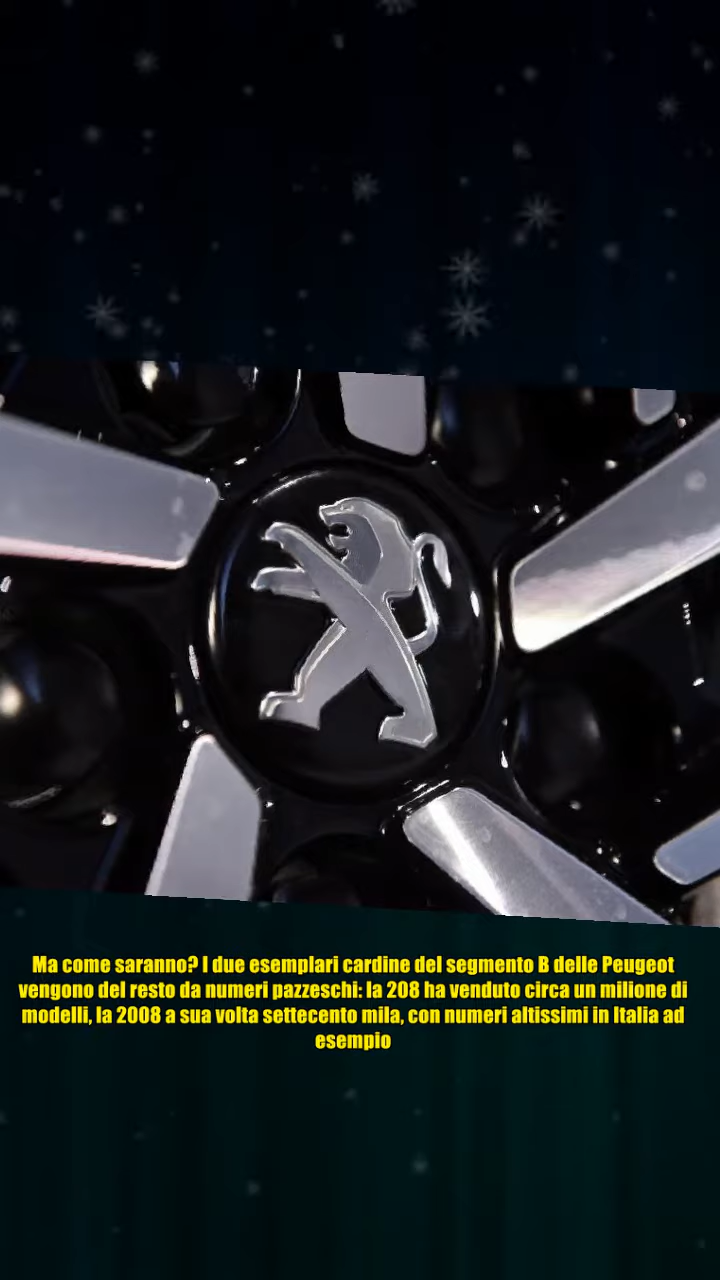 Ma come saranno? I due esemplari cardine del segmento B delle Peugeot
vengono del resto da numeri pazzeschi: la 208 ha venduto circa un milione di
modelli, la 2008 a sua volta settecento mila, con numeri altissimi in Italia ad
esempio